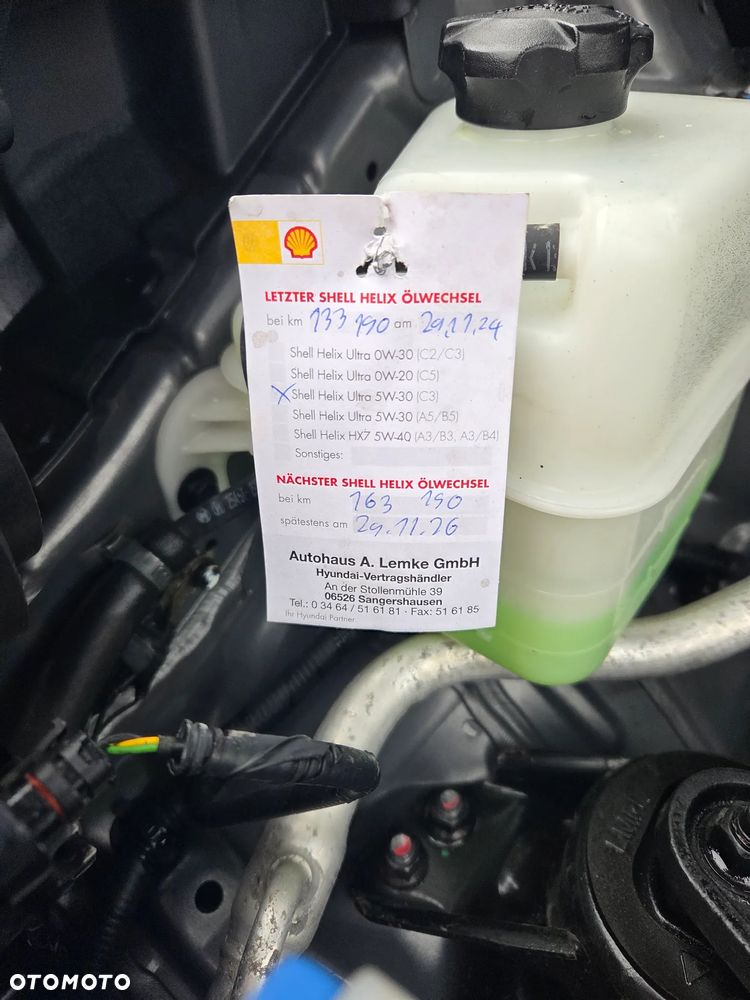 LETZTER SHELL HELIX ÖLWECHSEL
bei km 133 190 am 29.11.24
Shell Helix Ultra 0W-30 (C2/C3)
Shell Helix Ultra 0W-20 (C5)
X Shell Helix Ultra 5W-30 (C3)
Shell Helix Ultra 5W-30 (A5/B5)
Shell Helix HX7 5W-40 (A3/B3, A3/B4)
Sonstiges:
NÄCHSTER SHELL HELIX ÖLWECHSEL
bei km 163 190
spätestens am 29.11.26
Autohaus A. Lemke GmbH
Hyundai-Vertragshändler
An der Stollenmühle 39
06526 Sangershausen
Tel.: 0 34 64 / 51 61 81 · Fax: 51 61 85
Ihr Hyundai Partner
OTOMOTO